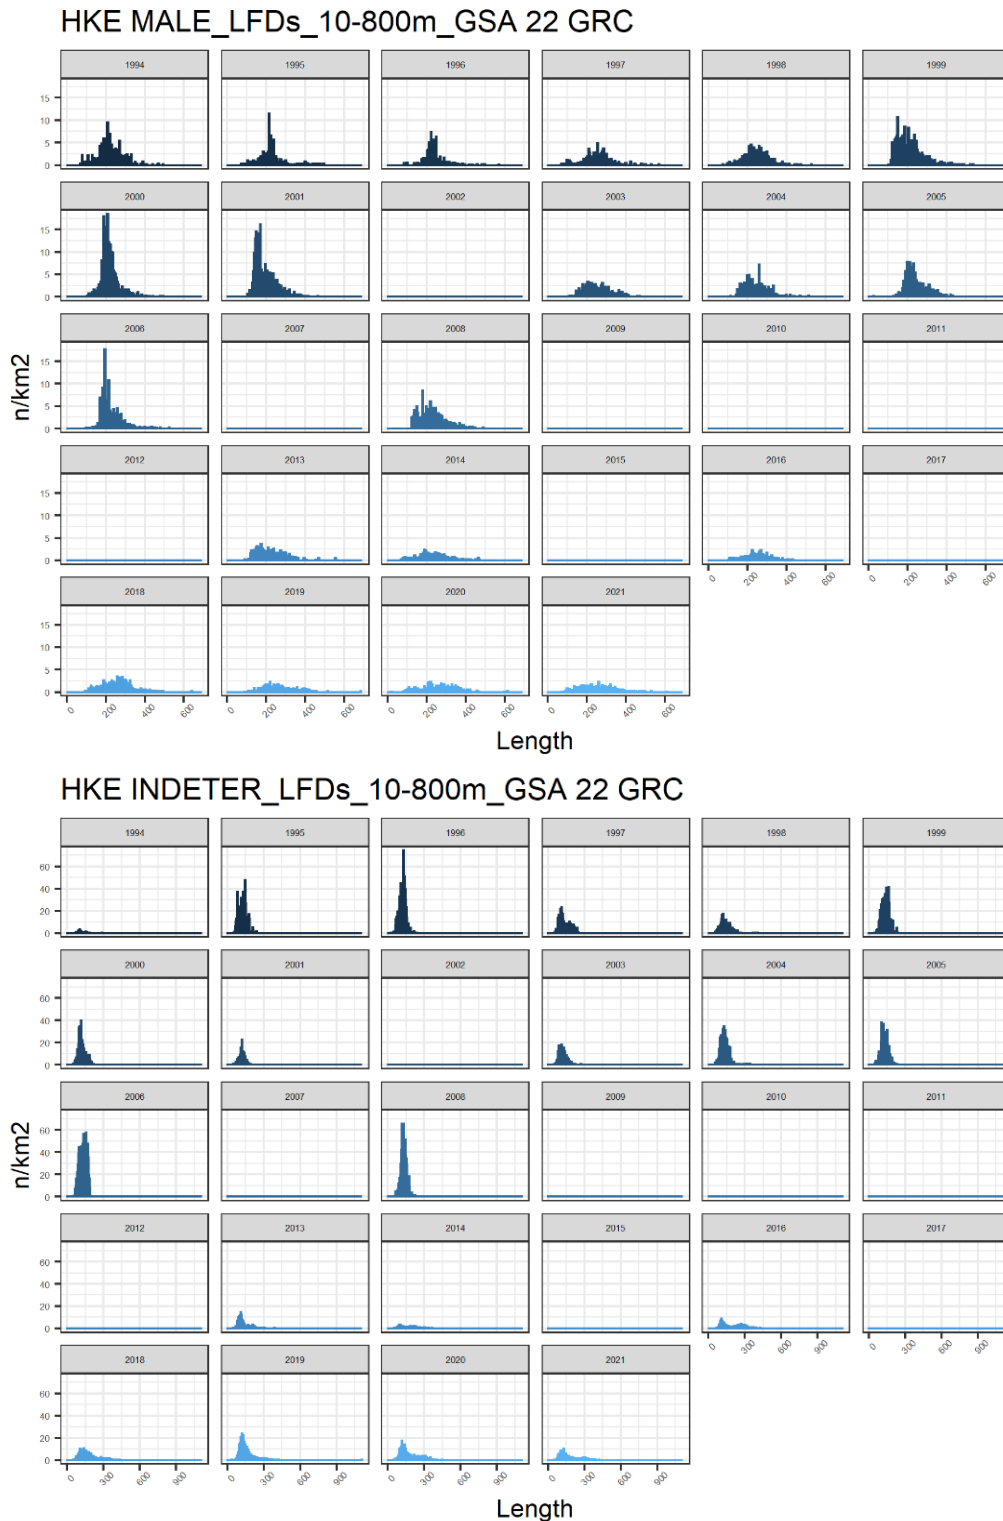 HKE MALE_LFDs_10-800m_GSA 22 GRC
1994 1995 1996 1997 1998 1999
15
10
5
0
2000 2001 2002 2003 2004 2005
15
10
5
0
2006 2007 2008 2009 2010 2011
15
10
5
0
n/km2
2012 2013 2014 2015 2016 2017
15
10
5
0
0 200 400 600 0 200 400 600
2018 2019 2020 2021
15
10
5
0
0 200 400 600 0 200 400 600 0 200 400 600 0 200 400 600
Length
HKE INDETER_LFDs_10-800m_GSA 22 GRC
1994 1995 1996 1997 1998 1999
60
40
20
0
2000 2001 2002 2003 2004 2005
60
40
20
0
2006 2007 2008 2009 2010 2011
60
40
20
0
n/km2
2012 2013 2014 2015 2016 2017
60
40
20
0
0 300 600 900 0 300 600 900
2018 2019 2020 2021
60
40
20
0
0 300 600 900 0 300 600 900 0 300 600 900 0 300 600 900
Length